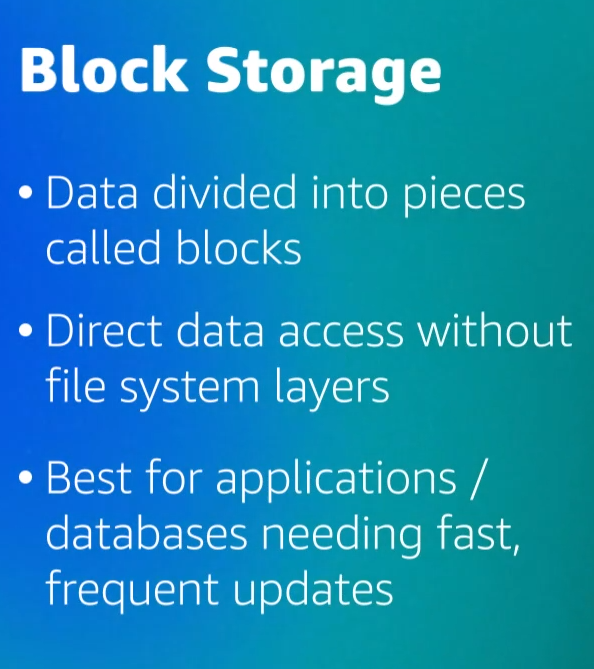 Block Storage
• Data divided into pieces
called blocks
• Direct data access without
file system layers
• Best for applications /
databases needing fast,
frequent updates